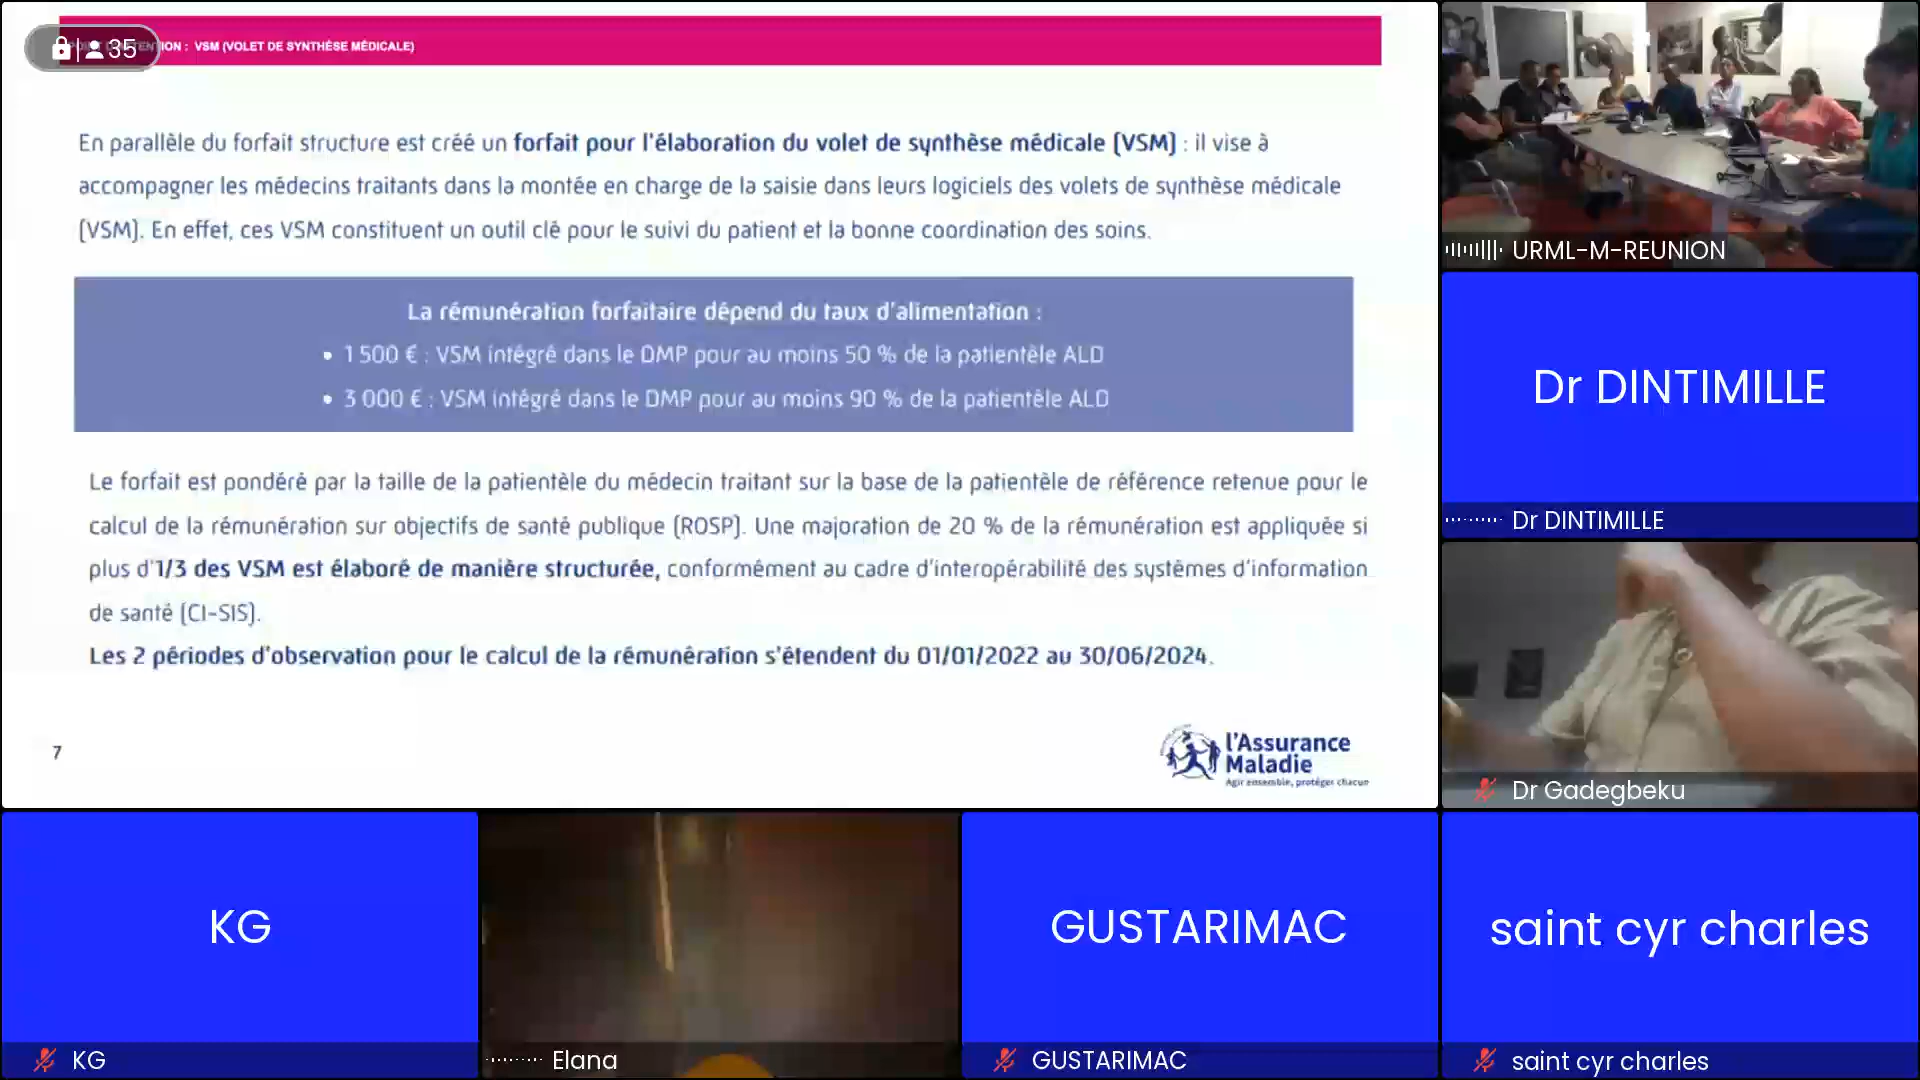 ION : VSM (VOLET DE SYNTHÈSE MÉDICALE)
35
En parallèle du forfait structure est créé un forfait pour l'élaboration du volet de synthèse médicale (VSM) : il vise à
accompagner les médecins traitants dans la montée en charge de la saisie dans leurs logiciels des volets de synthèse médicale
(VSM). En effet, ces VSM constituent un outil clé pour le suivi du patient et la bonne coordination des soins.
La rémunération forfaitaire dépend du taux d'alimentation :
• 1 500 € : VSM intégré dans le DMP pour au moins 50 % de la patientèle ALD
• 3 000 € : VSM intégré dans le DMP pour au moins 90 % de la patientèle ALD
Le forfait est pondéré par la taille de la patientèle du médecin traitant sur la base de la patientèle de référence retenue pour le
calcul de la rémunération sur objectifs de santé publique (ROSP). Une majoration de 20 % de la rémunération est appliquée si
plus d'1/3 des VSM est élaboré de manière structurée, conformément au cadre d'interopérabilité des systèmes d'information
de santé (CI-SIS).
Les 2 périodes d'observation pour le calcul de la rémunération s'étendent du 01/01/2022 au 30/06/2024.
7
l'Assurance
Maladie
Agir ensemble, protéger chacun
URML-M-REUNION
Dr DINTIMILLE
Dr DINTIMILLE
Dr Gadegbeku
KG
KG
Elana
GUSTARIMAC
GUSTARIMAC
saint cyr charles
saint cyr charles